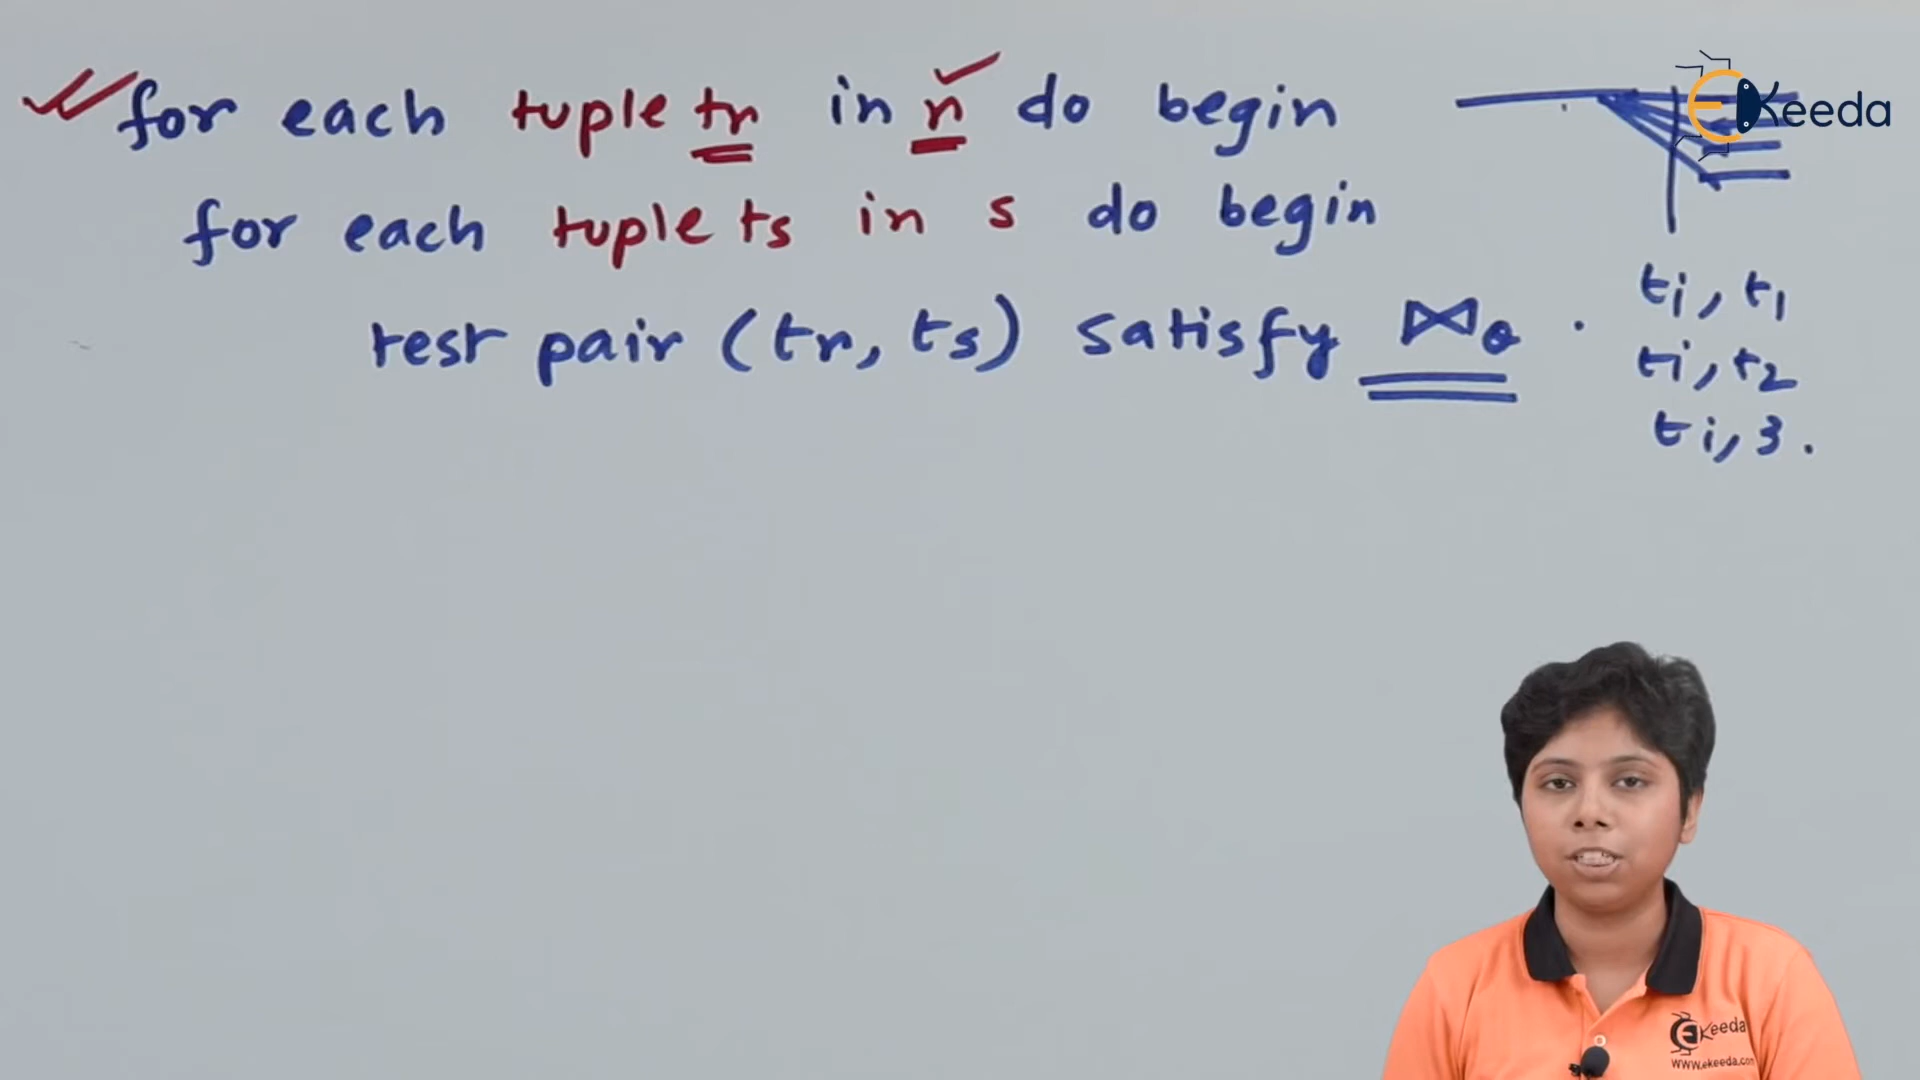 for each tuple tr in r do begin
for each tuple ts in s do begin
test pair (tr, ts) satisfy ⋈θ .
ti, t1
ti, t2
ti, 3.
EKeeda
EKeeda
www.ekeeda.com